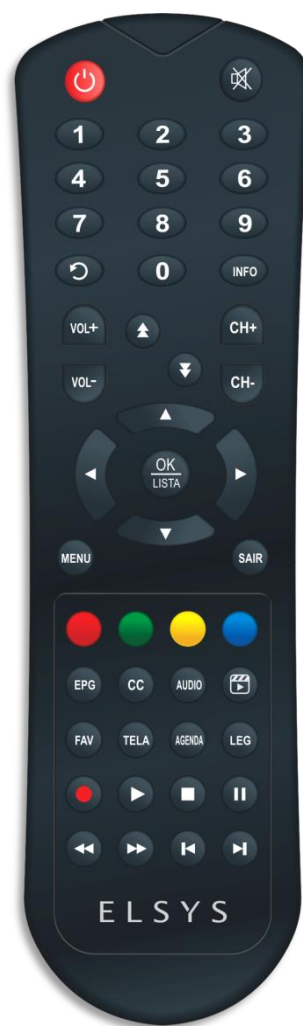 1 2 3
4 5 6
7 8 9
0 INFO
VOL+ CH+
VOL- CH-
OK
LISTA
MENU SAIR
EPG CC AUDIO
FAV TELA AGENDA LEG
ELSYS